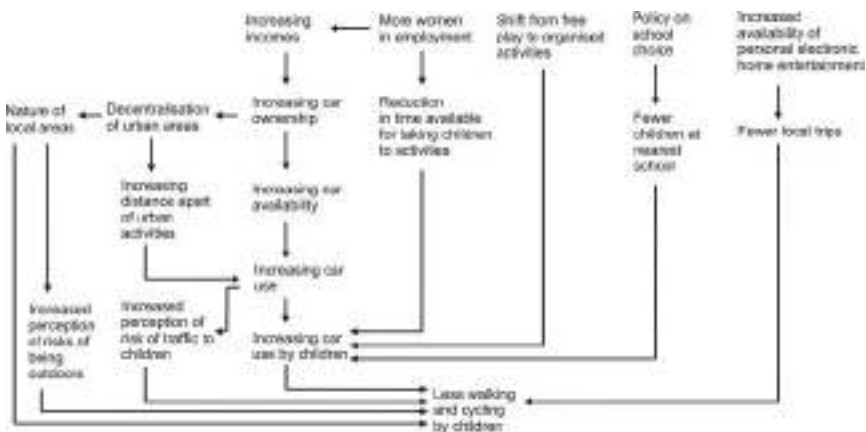 Increasing
incomes
More women
in employment
Shift from free
play to organised
activities
Policy on
school
choice
Increased
availability of
personal electronic
home entertainment
Nature of
local areas
Decentralisation
of urban areas
Increasing car
ownership
Reduction
in time available
for taking children
to activities
Fewer
children at
nearest
school
Fewer local trips
Increasing
distance apart
of urban
activities
Increasing car
availability
Increasing car
use
Increased
perception
of risks of
being
outdoors
Increased
perception of
risk of traffic to
children
Increasing car
use by children
Less walking
and cycling
by children